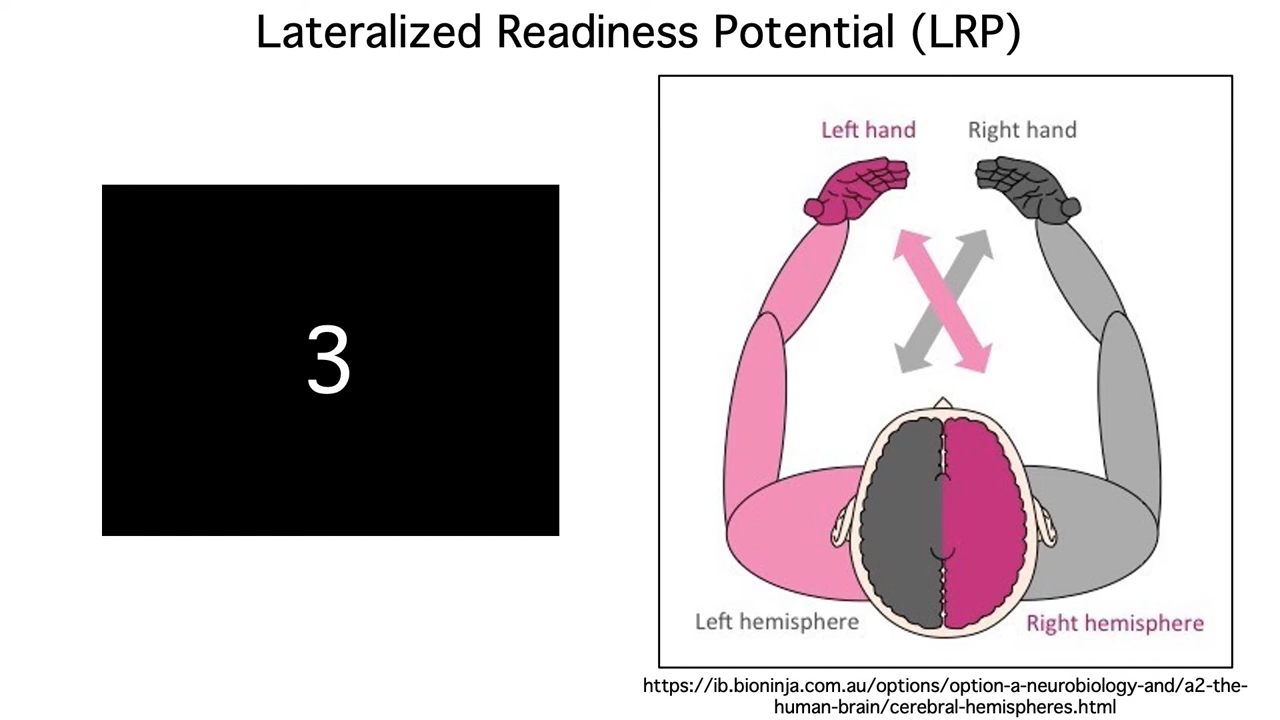 Lateralized Readiness Potential (LRP)
3
Left hand
Right hand
Left hemisphere
Right hemisphere
https://ib.bioninja.com.au/options/option-a-neurobiology-and/a2-the-
human-brain/cerebral-hemispheres.html